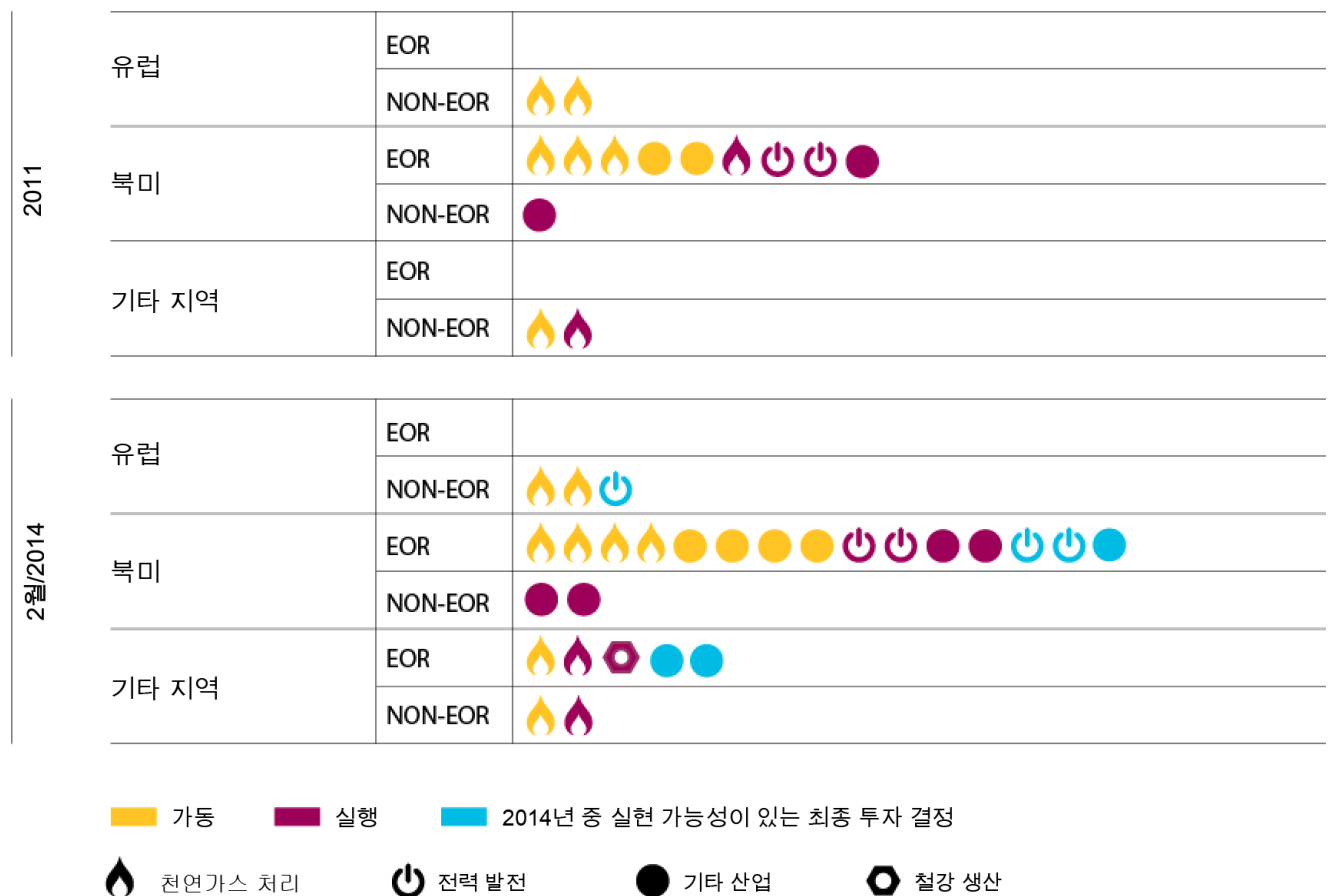 2011
유럽
EOR
NON-EOR
북미
EOR
NON-EOR
기타 지역
EOR
NON-EOR
2월/2014
유럽
EOR
NON-EOR
북미
EOR
NON-EOR
기타 지역
EOR
NON-EOR
가동 실행 2014년 중 실현 가능성이 있는 최종 투자 결정
천연가스 처리 전력 발전 기타 산업 철강 생산